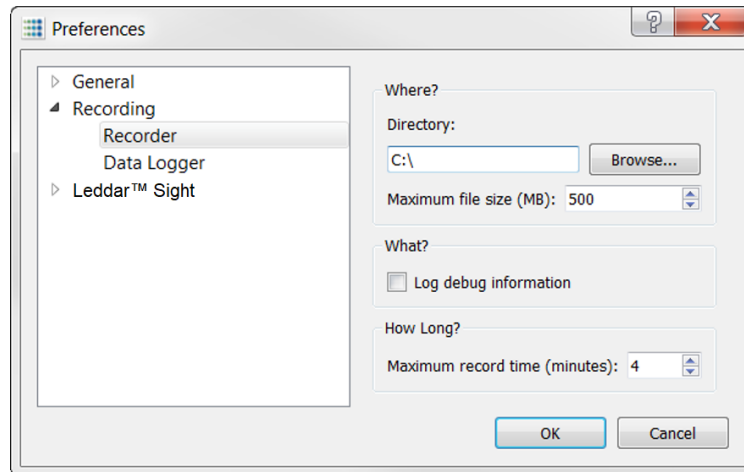 Preferences
General
Recording
Recorder
Data Logger
Leddar™ Sight
Where?
Directory:
C:\
Browse...
Maximum file size (MB): 500
What?
Log debug information
How Long?
Maximum record time (minutes): 4
OK
Cancel